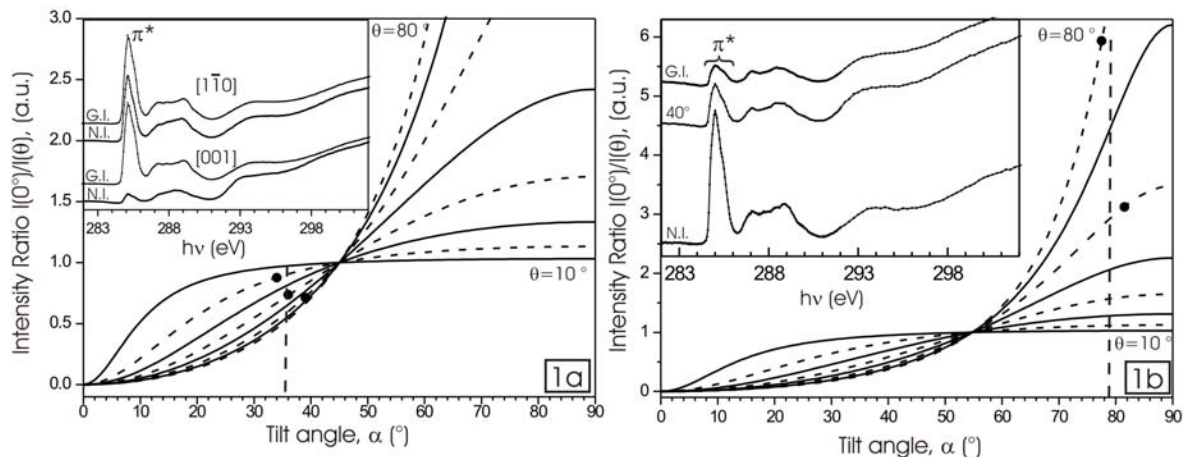 Intensity Ratio I(0°)/I(θ), (a.u.)
3.0
2.5
2.0
1.5
1.0
0.5
0.0
π*
[11̅0]
G.I.
N.I.
[001]
G.I.
N.I.
283 288 293 298
hν (eV)
θ=80 °
θ=10 °
1a
0 10 20 30 40 50 60 70 80 90
Tilt angle, α (°)
Intensity Ratio I(0°)/I(θ), (a.u.)
6
5
4
3
2
1
0
π*
G.I.
40°
N.I.
283 288 293 298
hν (eV)
θ=80 °
θ=10 °
1b
0 10 20 30 40 50 60 70 80 90
Tilt angle, α (°)